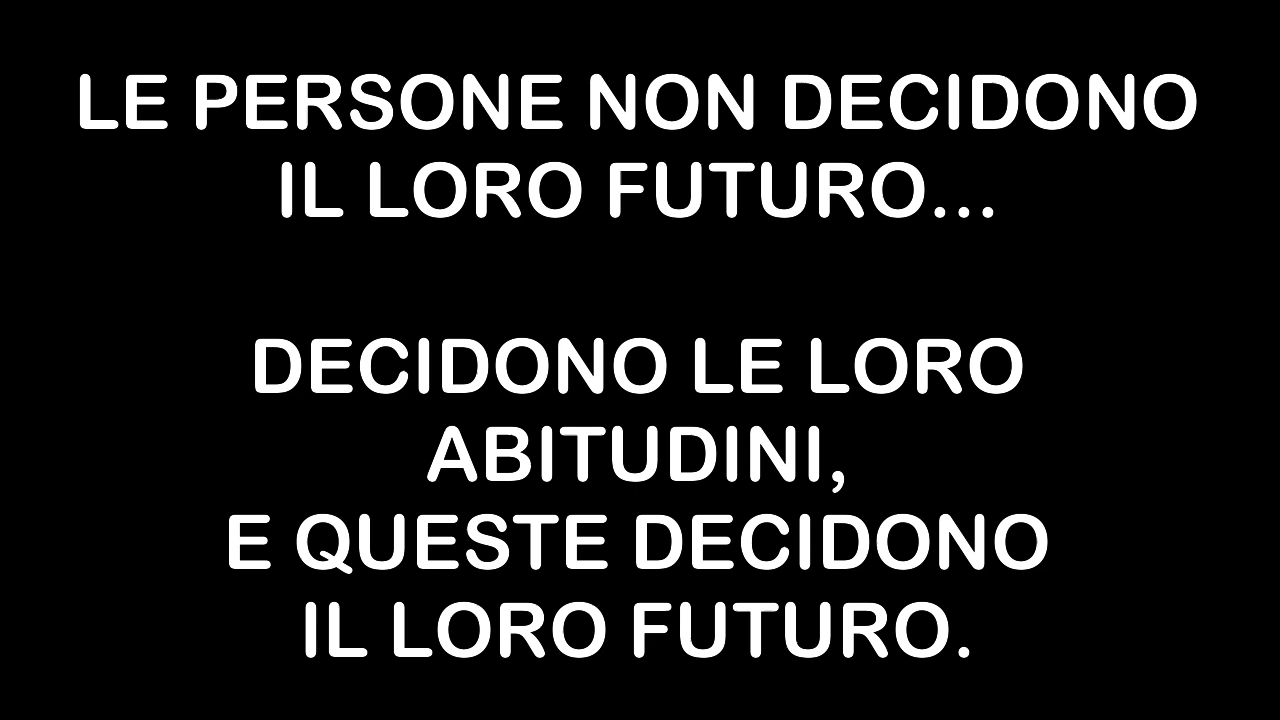 LE PERSONE NON DECIDONO
IL LORO FUTURO...
DECIDONO LE LORO
ABITUDINI,
E QUESTE DECIDONO
IL LORO FUTURO.